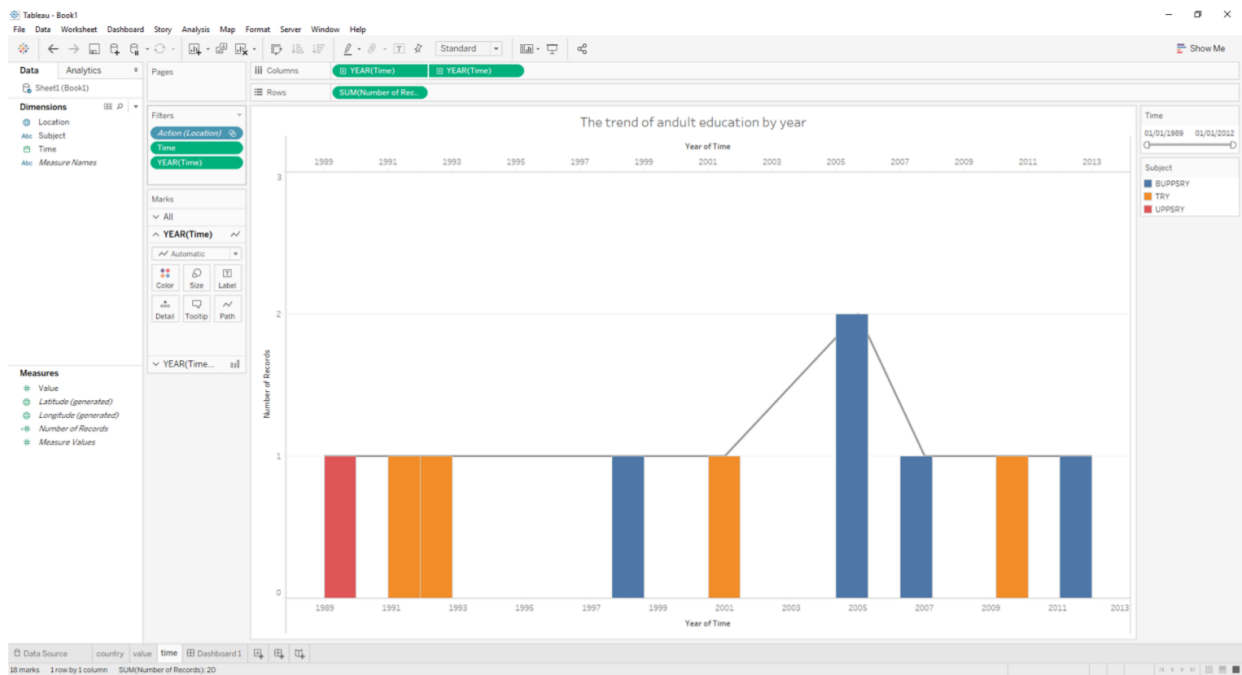 Tableau - Book1
File Data Worksheet Dashboard Story Analysis Map Format Server Window Help
Standard
Show Me
Data Analytics
Sheet1 (Book1)
Dimensions
Location
Abc Subject
Time
Abc Measure Names
Measures
# Value
Latitude (generated)
Longitude (generated)
=# Number of Records
# Measure Values
Pages
Filters
Action (Location)
Time
YEAR(Time)
Marks
All
YEAR(Time)
Automatic
Color Size Label
Detail Tooltip Path
YEAR(Time...
Columns YEAR(Time) YEAR(Time)
Rows SUM(Number of Rec..
The trend of andult education by year
Year of Time
1989 1991 1993 1995 1997 1999 2001 2003 2005 2007 2009 2011 2013
3
2
1
0
Number of Records
1989 1991 1993 1995 1997 1999 2001 2003 2005 2007 2009 2011 2013
Year of Time
Time
01/01/1989 01/01/2012
Subject
BUPPSRY
TRY
UPPSRY
Data Source country value time Dashboard 1
18 marks 1 row by 1 column SUM(Number of Records): 20